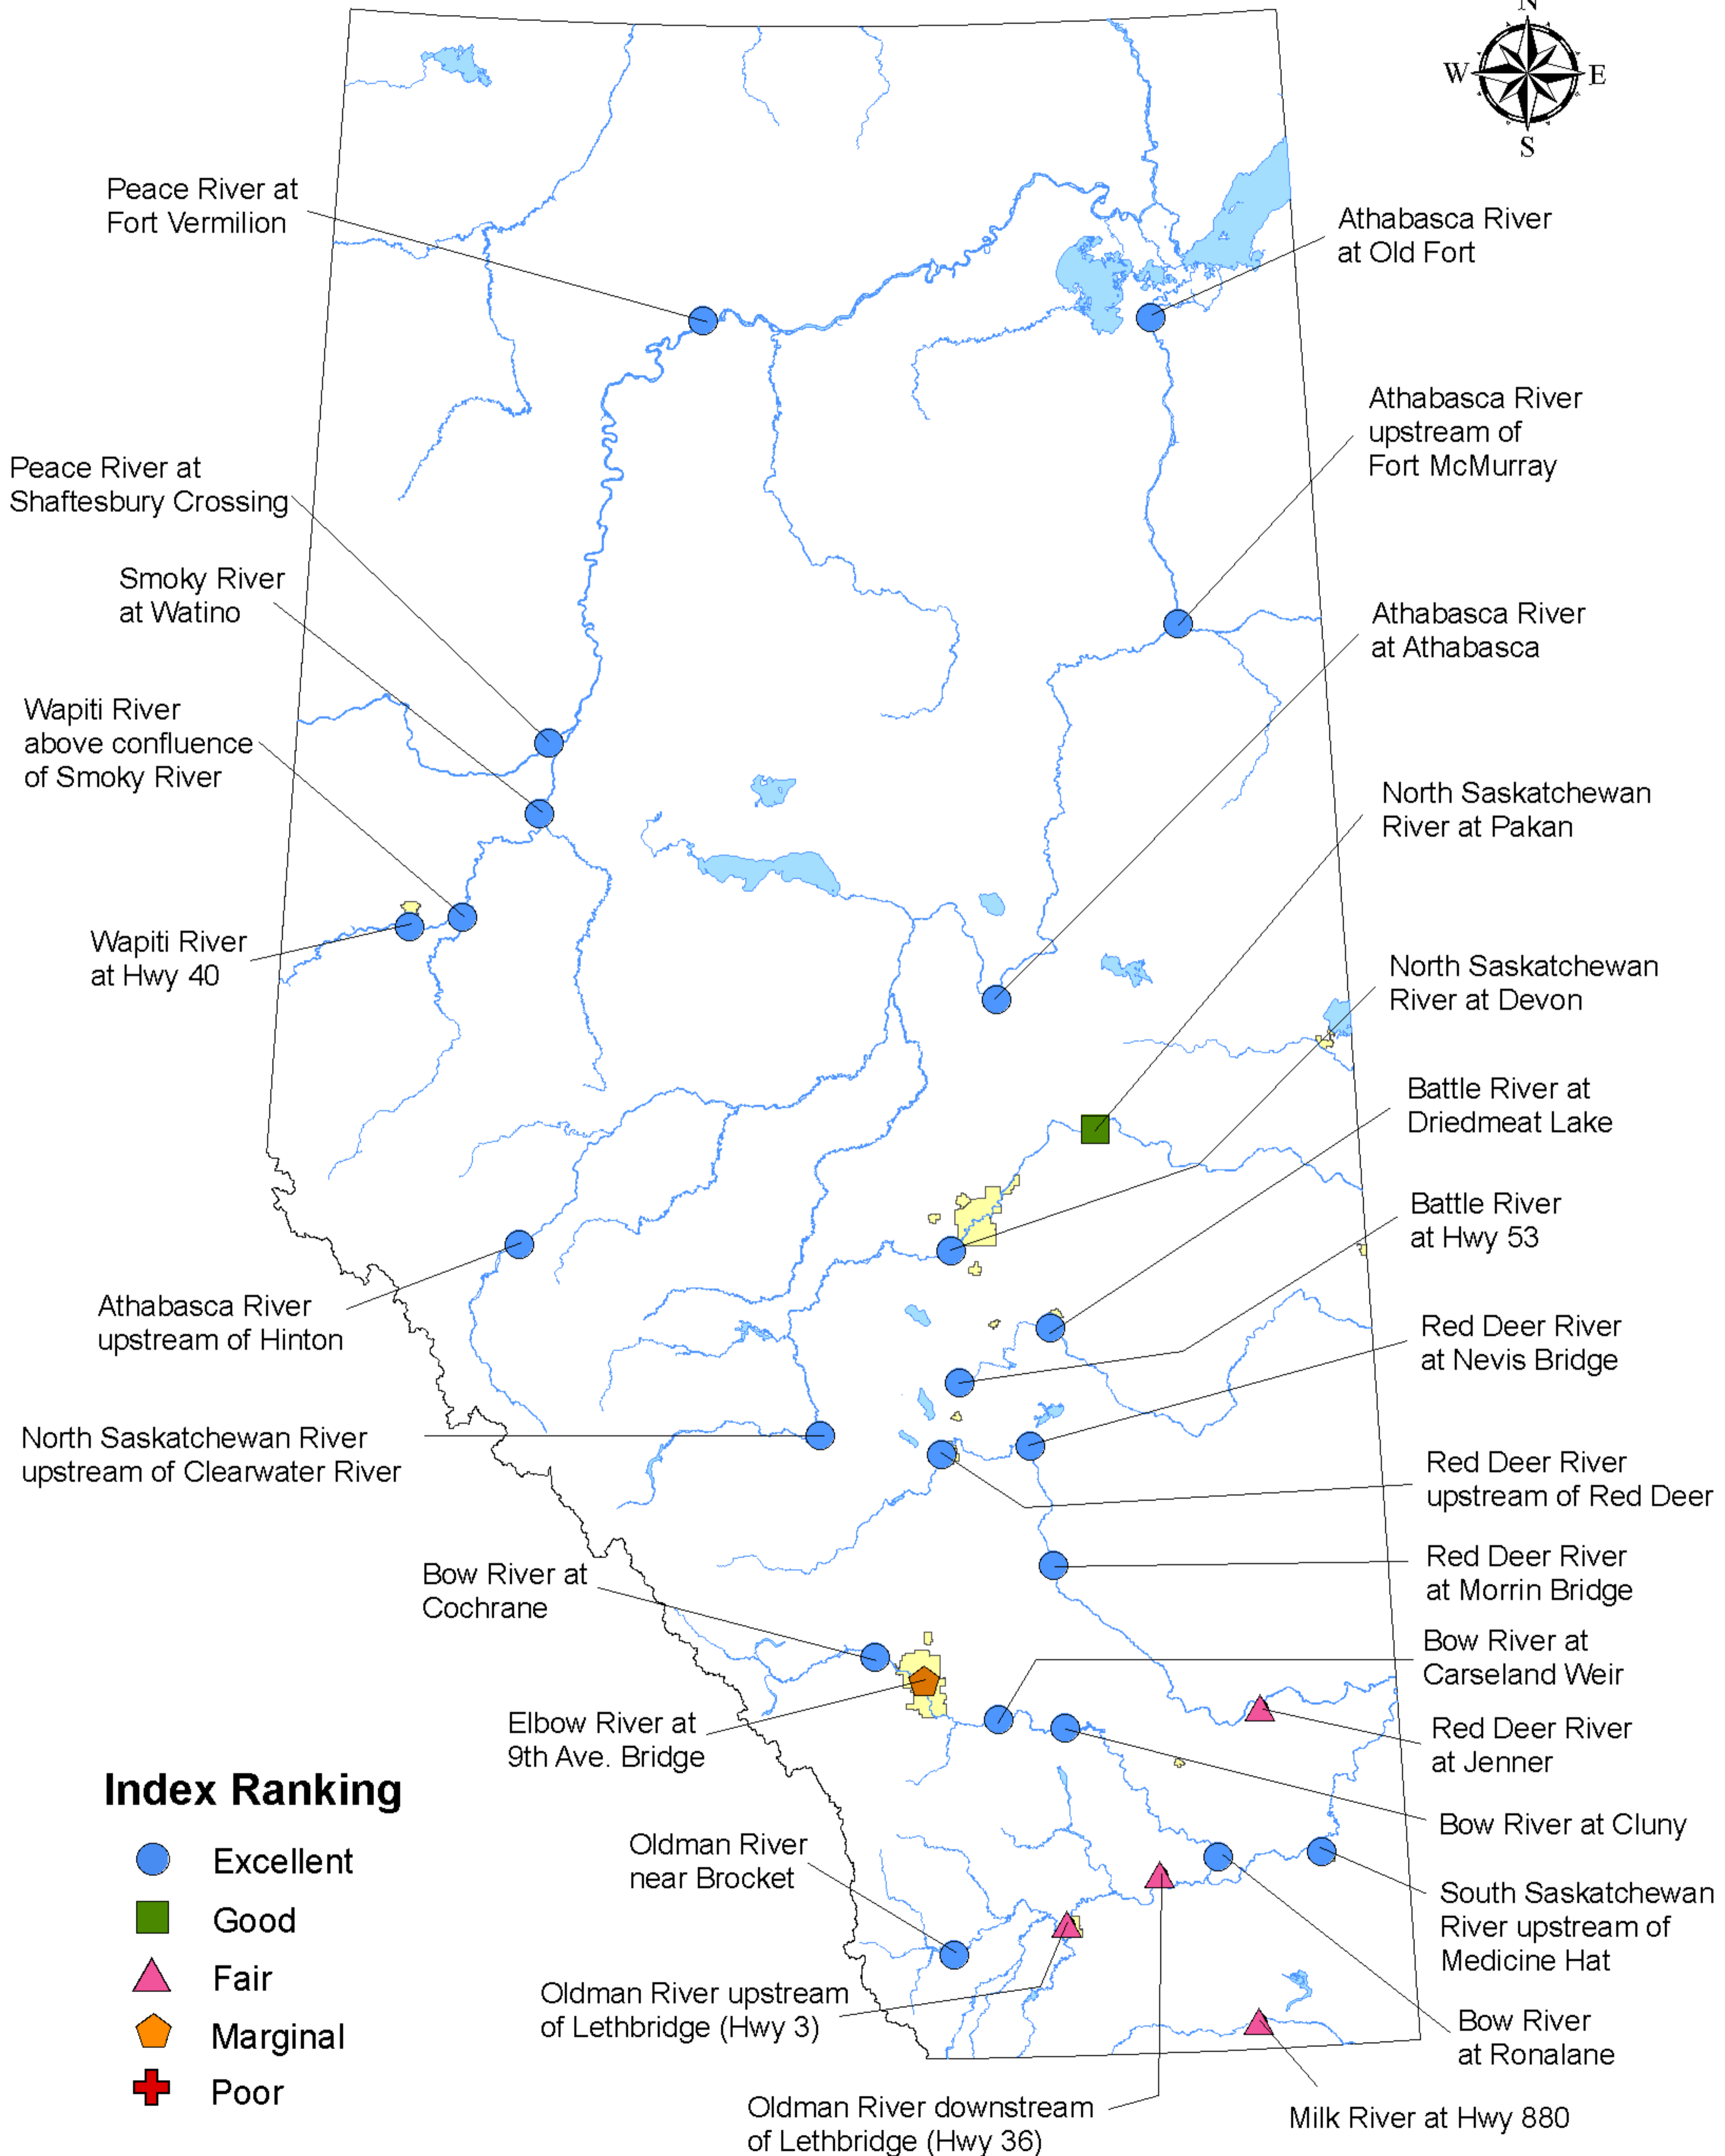 N
W
E
S
Peace River at
Fort Vermilion
Athabasca River
at Old Fort
Athabasca River
upstream of
Fort McMurray
Peace River at
Shaftesbury Crossing
Smoky River
at Watino
Athabasca River
at Athabasca
Wapiti River
above confluence
of Smoky River
North Saskatchewan
River at Pakan
Wapiti River
at Hwy 40
North Saskatchewan
River at Devon
Battle River at
Driedmeat Lake
Battle River
at Hwy 53
Athabasca River
upstream of Hinton
Red Deer River
at Nevis Bridge
North Saskatchewan River
upstream of Clearwater River
Red Deer River
upstream of Red Deer
Red Deer River
at Morrin Bridge
Bow River at
Cochrane
Bow River at
Carseland Weir
Elbow River at
9th Ave. Bridge
Red Deer River
at Jenner
Bow River at Cluny
Oldman River
near Brocket
South Saskatchewan
River upstream of
Medicine Hat
Oldman River upstream
of Lethbridge (Hwy 3)
Bow River
at Ronalane
Oldman River downstream
of Lethbridge (Hwy 36)
Milk River at Hwy 880
Index Ranking
Excellent
Good
Fair
Marginal
Poor